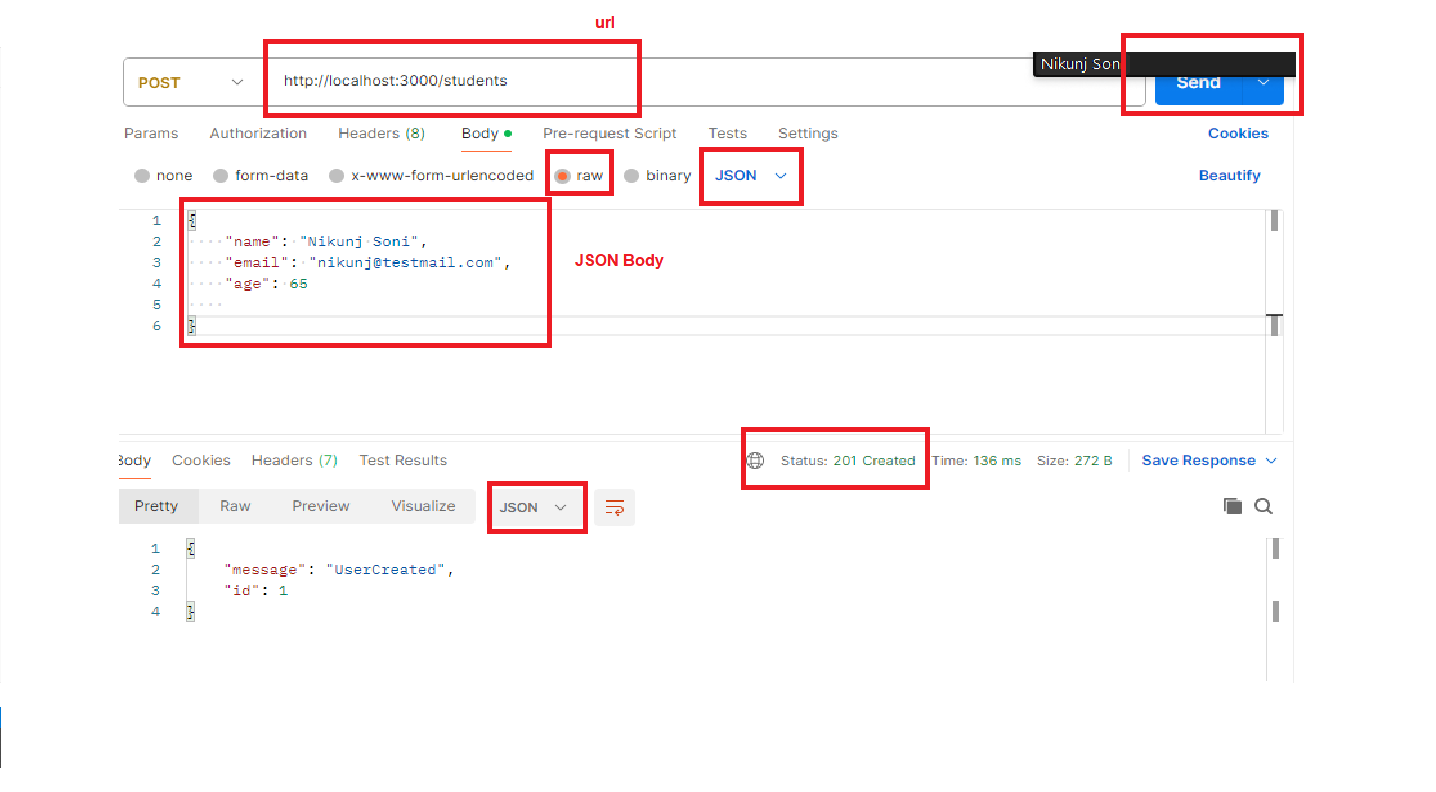 url
Nikunj Soni
POST http://localhost:3000/students Send
Params Authorization Headers (8) Body Pre-request Script Tests Settings Cookies
none form-data x-www-form-urlencoded raw binary JSON Beautify
1 {
2 "name": "Nikunj Soni",
3 "email": "nikunj@testmail.com",
4 "age": 65
5
6 }
JSON Body
Body Cookies Headers (7) Test Results Status: 201 Created Time: 136 ms Size: 272 B Save Response
Pretty Raw Preview Visualize JSON
1 {
2 "message": "UserCreated",
3 "id": 1
4 }